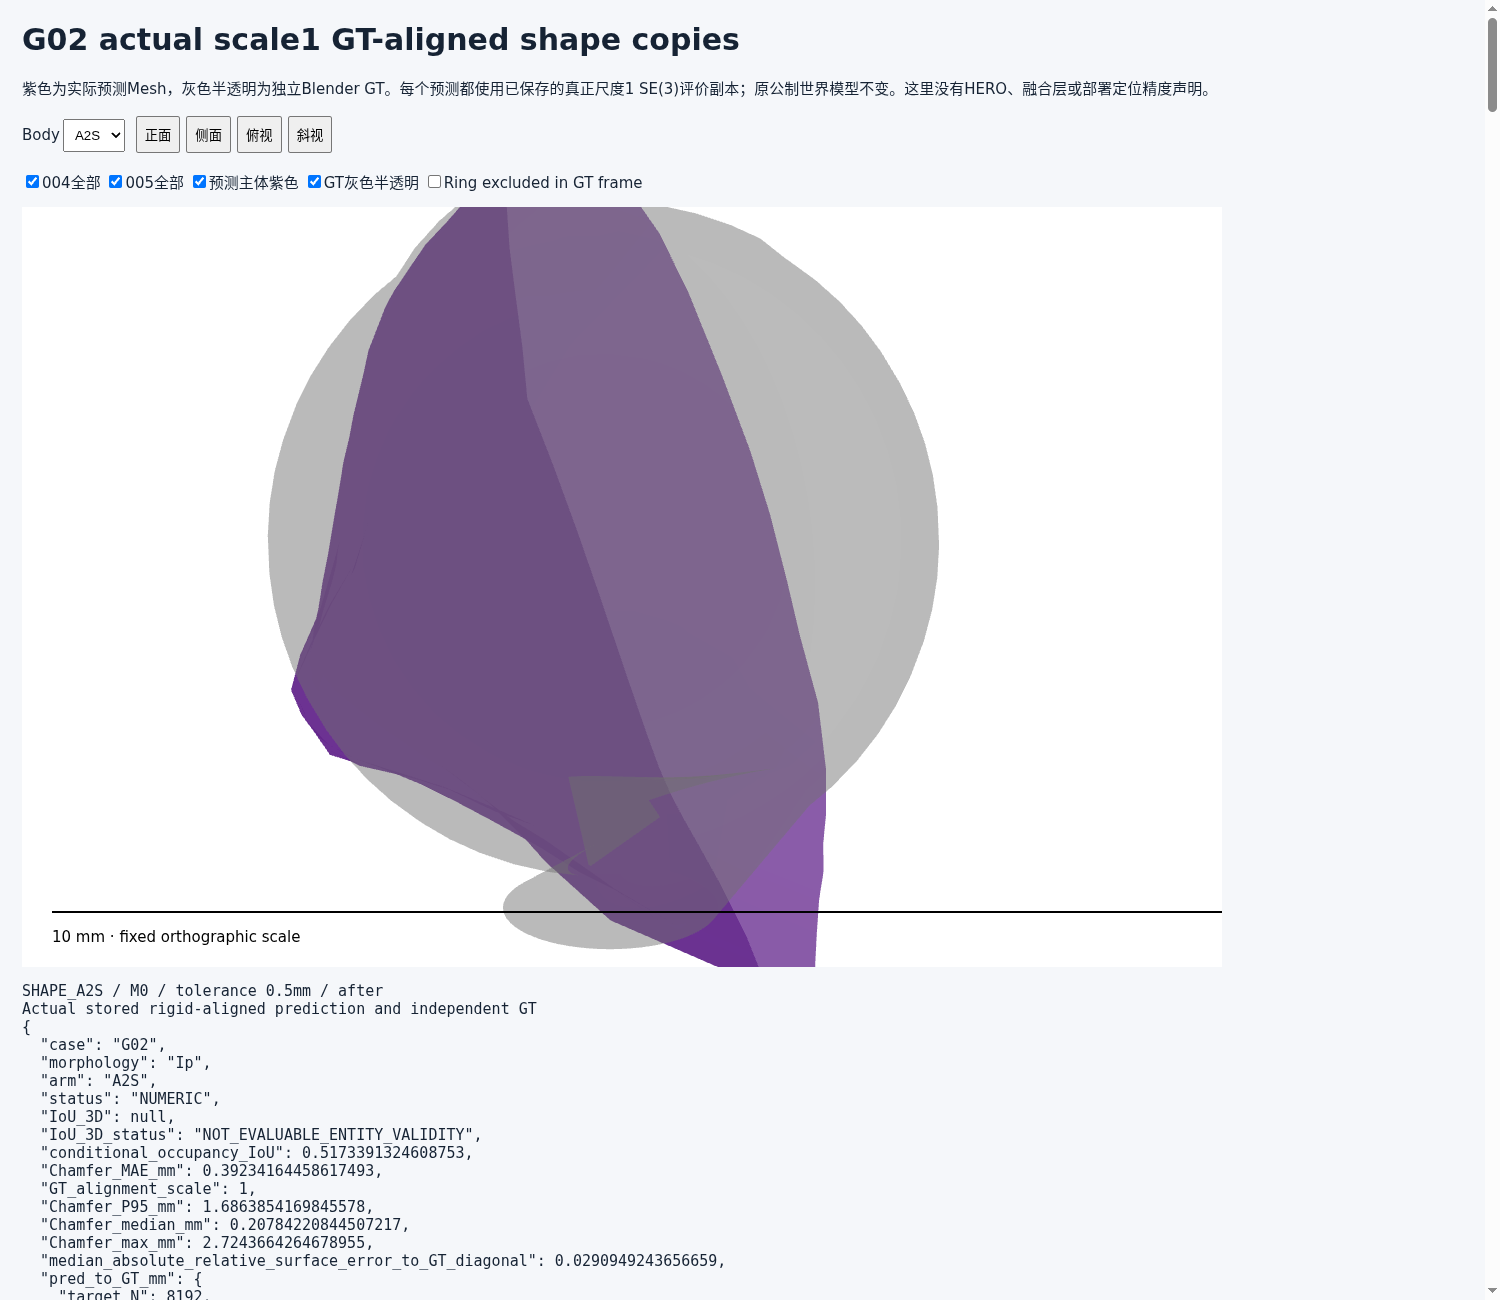 G02 actual scale1 GT-aligned shape copies
紫色为实际预测Mesh，灰色半透明为独立Blender GT。每个预测都使用已保存的真正尺度1 SE(3)评价副本；原公制世界模型不变。这里没有HERO、融合层或部署定位精度声明。
Body A2S 正面 侧面 俯视 斜视
004全部 005全部 预测主体紫色 GT灰色半透明 Ring excluded in GT frame
10 mm · fixed orthographic scale
SHAPE_A2S / M0 / tolerance 0.5mm / after
Actual stored rigid-aligned prediction and independent GT
{
"case": "G02",
"morphology": "Ip",
"arm": "A2S",
"status": "NUMERIC",
"IoU_3D": null,
"IoU_3D_status": "NOT_EVALUABLE_ENTITY_VALIDITY",
"conditional_occupancy_IoU": 0.5173391324608753,
"Chamfer_MAE_mm": 0.39234164458617493,
"GT_alignment_scale": 1,
"Chamfer_P95_mm": 1.6863854169845578,
"Chamfer_median_mm": 0.20784220844507217,
"Chamfer_max_mm": 2.7243664264678955,
"median_absolute_relative_surface_error_to_GT_diagonal": 0.0290949243656659,
"pred_to_GT_mm": {
"target_N": 8192,